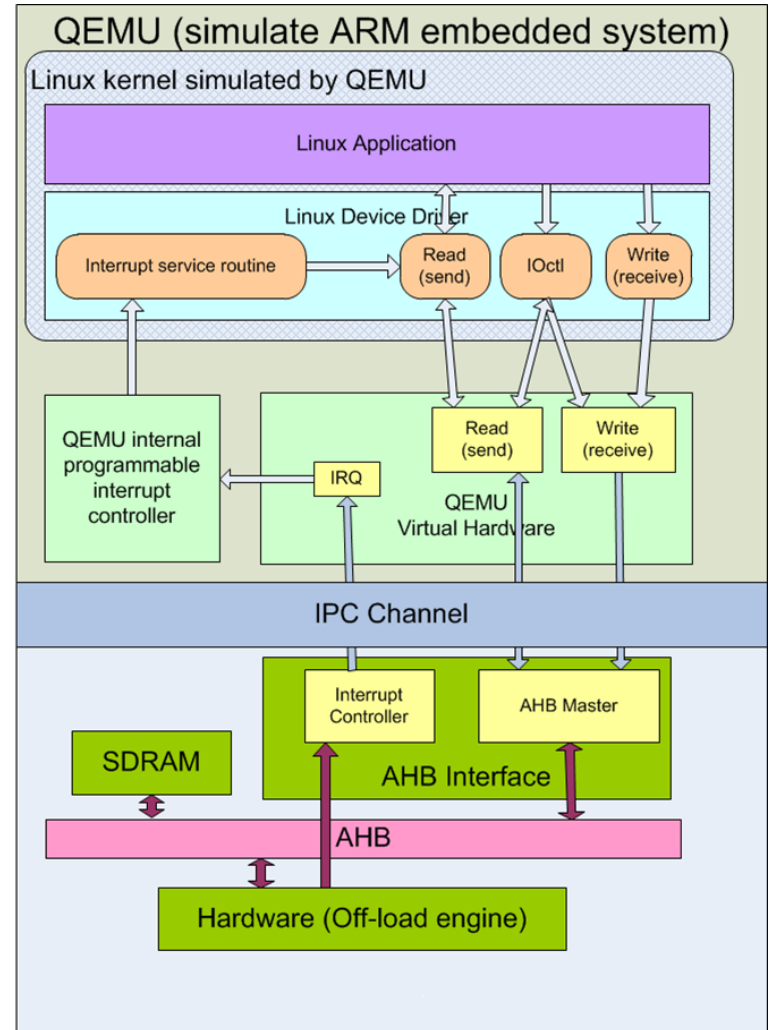 QEMU (simulate ARM embedded system)
Linux kernel simulated by QEMU
Linux Application
Linux Device Driver
Interrupt service routine
Read
(send)
IOctl
Write
(receive)
QEMU internal
programmable
interrupt
controller
IRQ
Read
(send)
Write
(receive)
QEMU
Virtual Hardware
IPC Channel
Interrupt
Controller
AHB Master
AHB Interface
SDRAM
AHB
Hardware (Off-load engine)